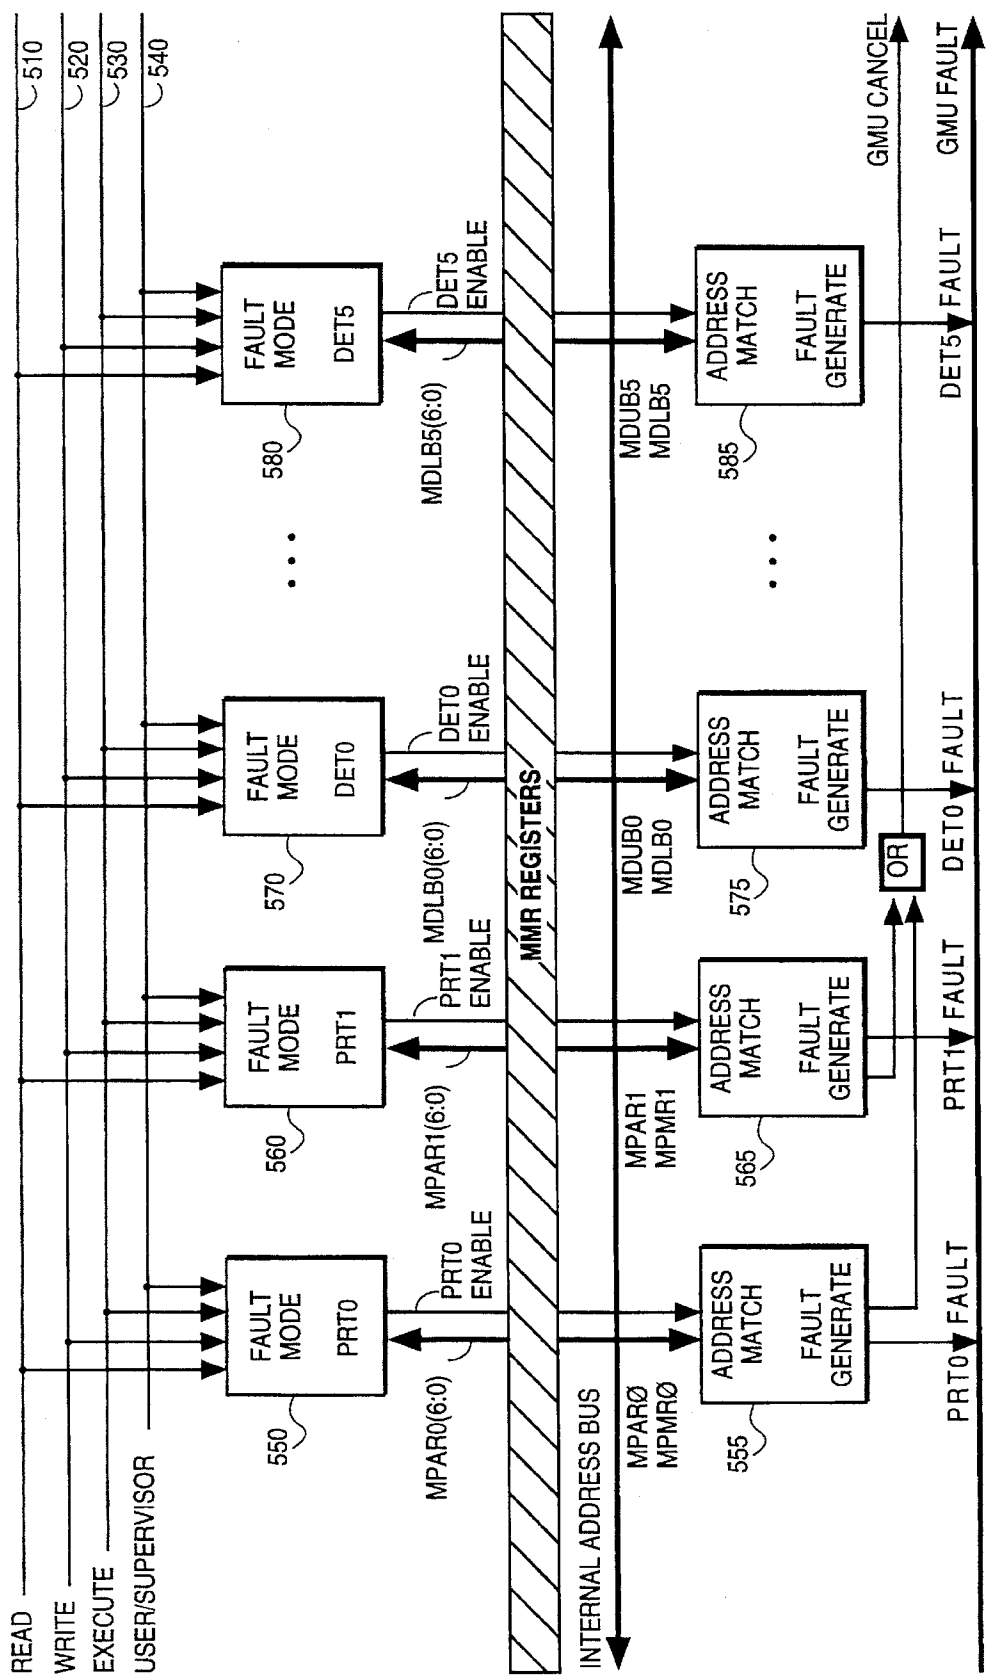 READ
510
WRITE
520
EXECUTE
530
USER/SUPERVISOR
540
FAULT
MODE
PRT0
550
FAULT
MODE
PRT1
560
FAULT
MODE
DET0
570
FAULT
MODE
DET5
580
MPAR0(6:0)
PRT0
ENABLE
MPAR1(6:0)
PRT1
ENABLE
MDLB0(6:0)
DET0
ENABLE
MDLB5(6:0)
DET5
ENABLE
MMR REGISTERS
INTERNAL ADDRESS BUS
MPARØ
MPMRØ
MPAR1
MPMR1
MDUB0
MDLB0
MDUB5
MDLB5
ADDRESS
MATCH
FAULT
GENERATE
555
ADDRESS
MATCH
FAULT
GENERATE
565
ADDRESS
MATCH
FAULT
GENERATE
575
ADDRESS
MATCH
FAULT
GENERATE
585
OR
GMU CANCEL
PRT0 FAULT
PRT1 FAULT
DET0 FAULT
DET5 FAULT
GMU FAULT